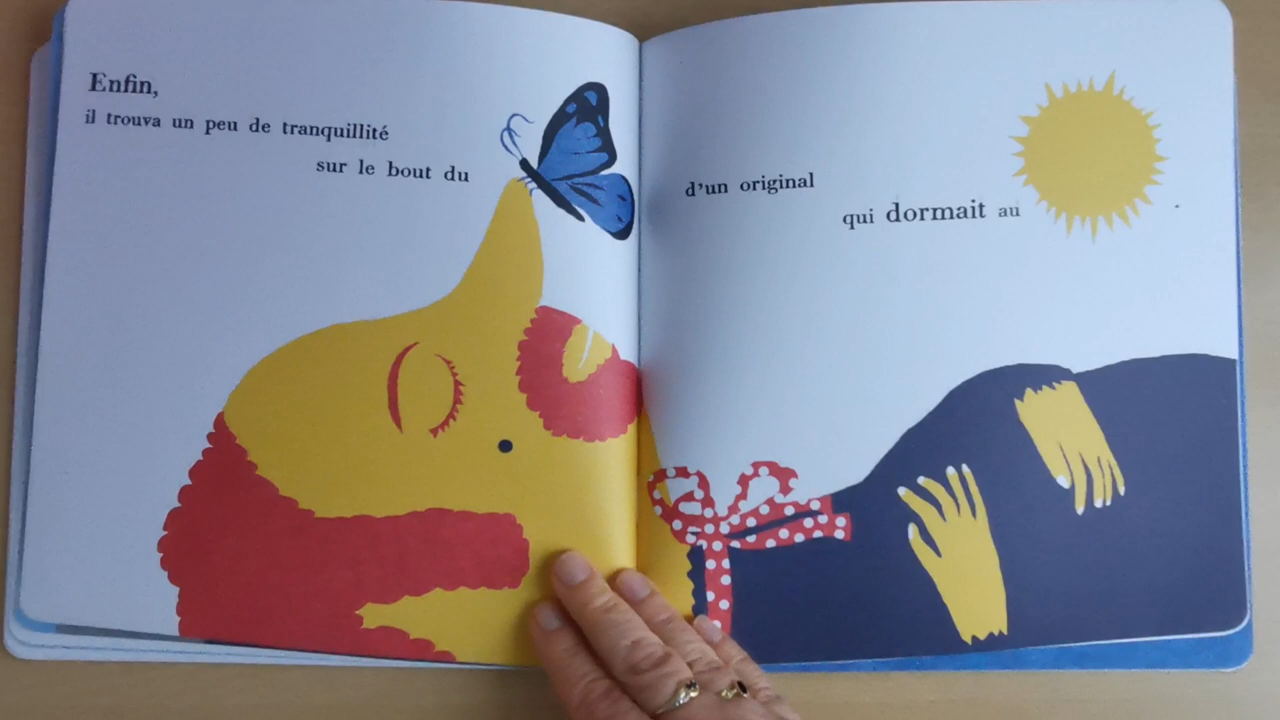 Enfin,
il trouva un peu de tranquillité
sur le bout du
d'un original
qui dormait au
.